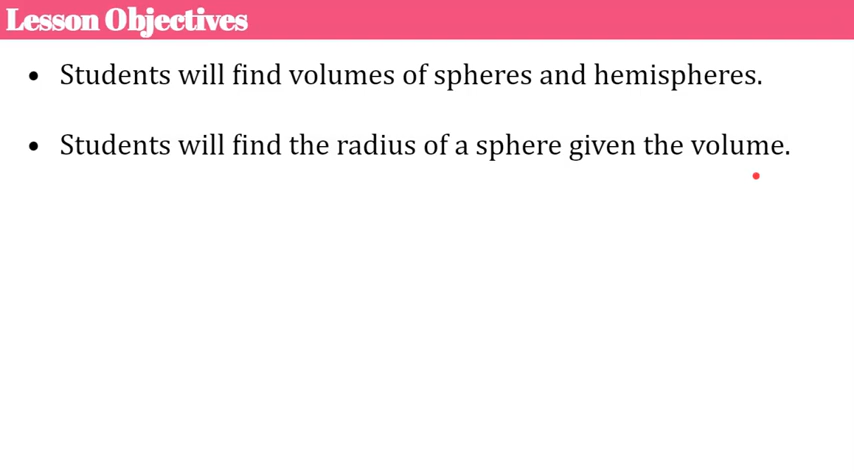 Lesson Objectives
• Students will find volumes of spheres and hemispheres.
• Students will find the radius of a sphere given the volume.